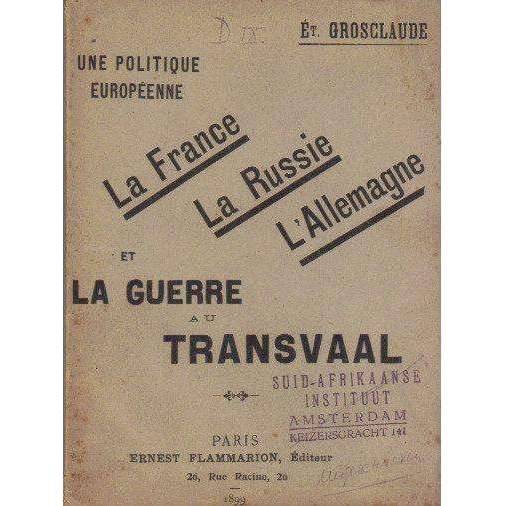 D IX.
ÉT. GROSCLAUDE
UNE POLITIQUE
EUROPÉENNE
La France
La Russie
L'Allemagne
ET
LA GUERRE
AU
TRANSVAAL
SUID-AFRIKAANSE
INSTITUUT
AMSTERDAM
KEIZERSGRACHT 141
PARIS
ERNEST FLAMMARION, Éditeur
26, Rue Racine, 26
1899